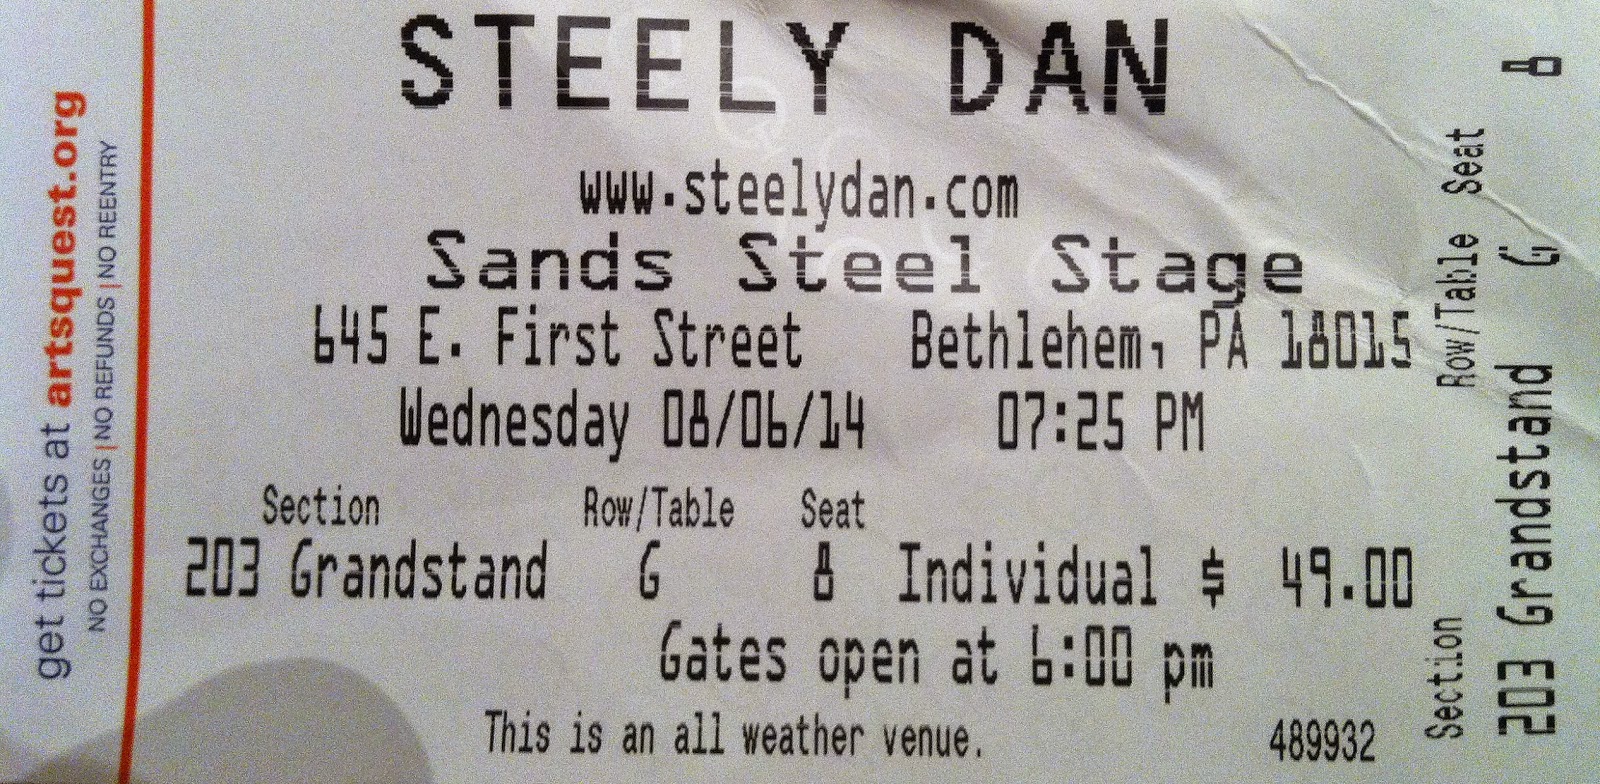 STEELY DAN
www.steelydan.com
Sands Steel Stage
645 E. First Street Bethlehem, PA 18015
Wednesday 08/06/14 07:25 PM
Section Row/Table Seat
203 Grandstand G 8 Individual $ 49.00
Gates open at 6:00 pm
This is an all weather venue. 489932
get tickets at artsquest.org
NO EXCHANGES | NO REFUNDS | NO REENTRY
Section Row/Table Seat
203 Grandstand G 8